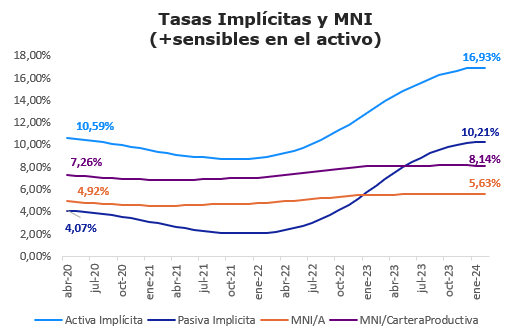 Tasas Implícitas y MNI
(+sensibles en el activo)
18,00%
16,00%
14,00%
12,00%
10,00%
8,00%
6,00%
4,00%
2,00%
0,00%
10,59%
7,26%
4,92%
4,07%
16,93%
10,21%
8,14%
5,63%
abr-20
jul-20
oct-20
ene-21
abr-21
jul-21
oct-21
ene-22
abr-22
jul-22
oct-22
ene-23
abr-23
jul-23
oct-23
ene-24
Activa Implícita
Pasiva Implicita
MNI/A
MNI/CarteraProductiva